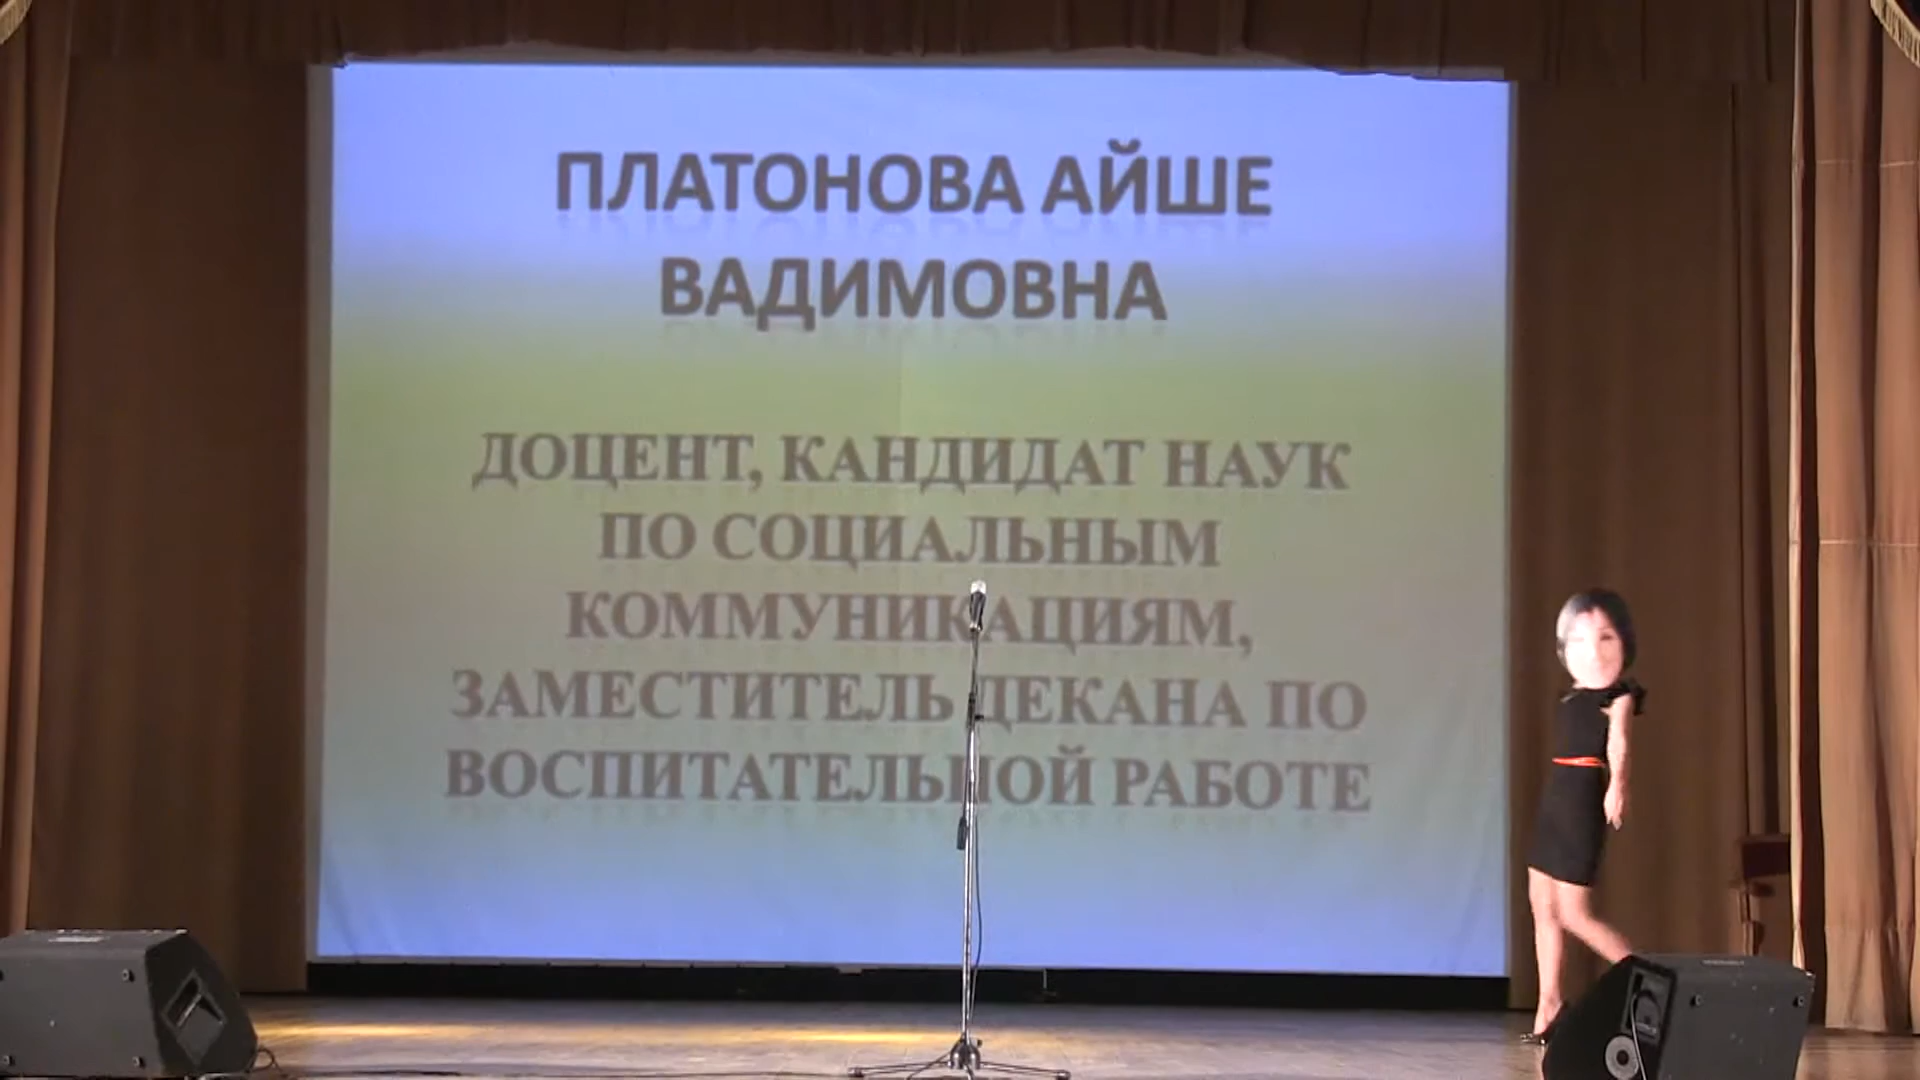 ПЛАТОНОВА АЙШЕ
ВАДИМОВНА
ДОЦЕНТ, КАНДИДАТ НАУК
ПО СОЦИАЛЬНЫМ
КОММУНИКАЦИЯМ,
ЗАМЕСТИТЕЛЬ ДЕКАНА ПО
ВОСПИТАТЕЛЬНОЙ РАБОТЕ